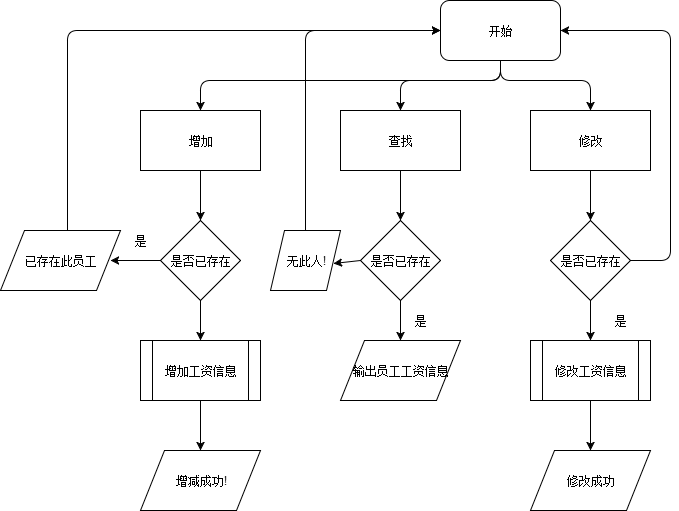 开始
增加
查找
修改
是
已存在此员工
是否已存在
无此人!
是否已存在
是否已存在
是
是
增加工资信息
输出员工工资信息
修改工资信息
增减成功!
修改成功